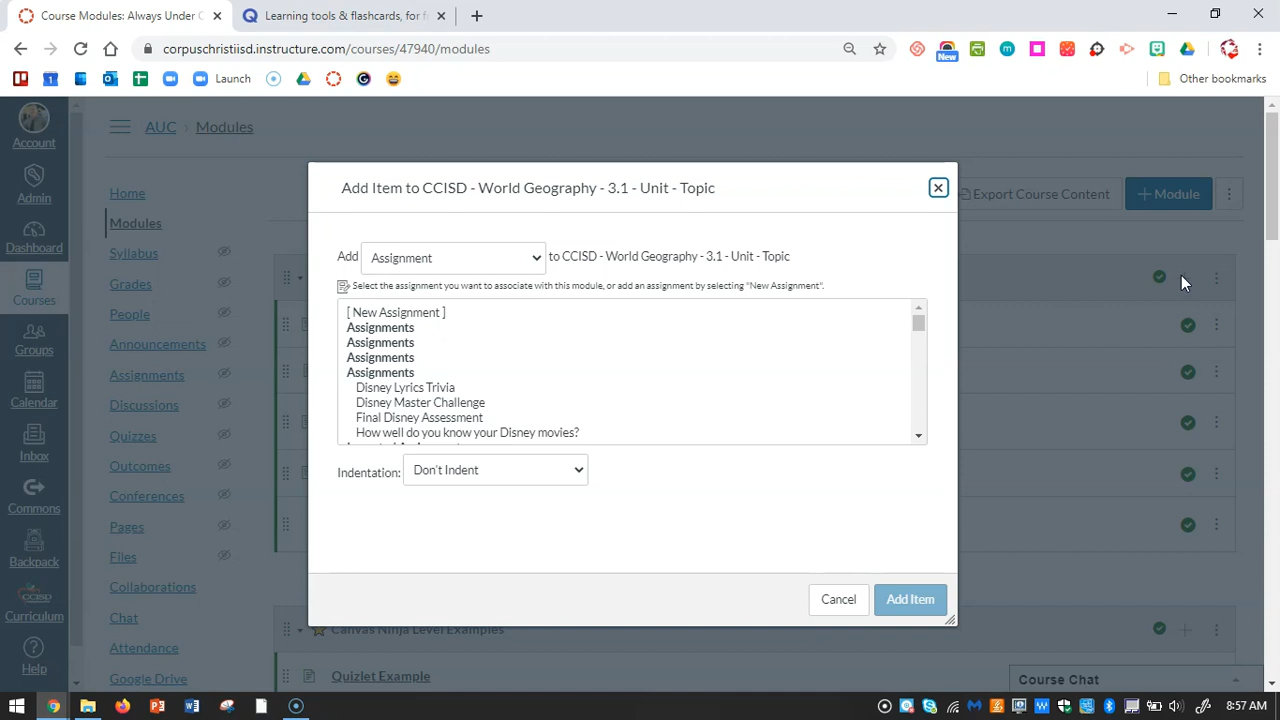 Course Modules: Always Under C
Learning tools & flashcards, for f
corpuschristiisd.instructure.com/courses/47940/modules
New
Launch
Other bookmarks
AUC > Modules
Account
Admin
Dashboard
Courses
Groups
Calendar
Inbox
Commons
Backpack
CCISD
Curriculum
Help
Home
Modules
Syllabus
Grades
People
Announcements
Assignments
Discussions
Quizzes
Outcomes
Conferences
Pages
Files
Collaborations
Chat
Attendance
Google Drive
Export Course Content
+ Module
Add Item to CCISD - World Geography - 3.1 - Unit - Topic
Add Assignment to CCISD - World Geography - 3.1 - Unit - Topic
Select the assignment you want to associate with this module, or add an assignment by selecting "New Assignment".
[ New Assignment ]
Assignments
Assignments
Assignments
Assignments
Disney Lyrics Trivia
Disney Master Challenge
Final Disney Assessment
How well do you know your Disney movies?
Indentation: Don't Indent
Cancel
Add Item
Canvas Ninja Level Examples
Quizlet Example
Course Chat
8:57 AM